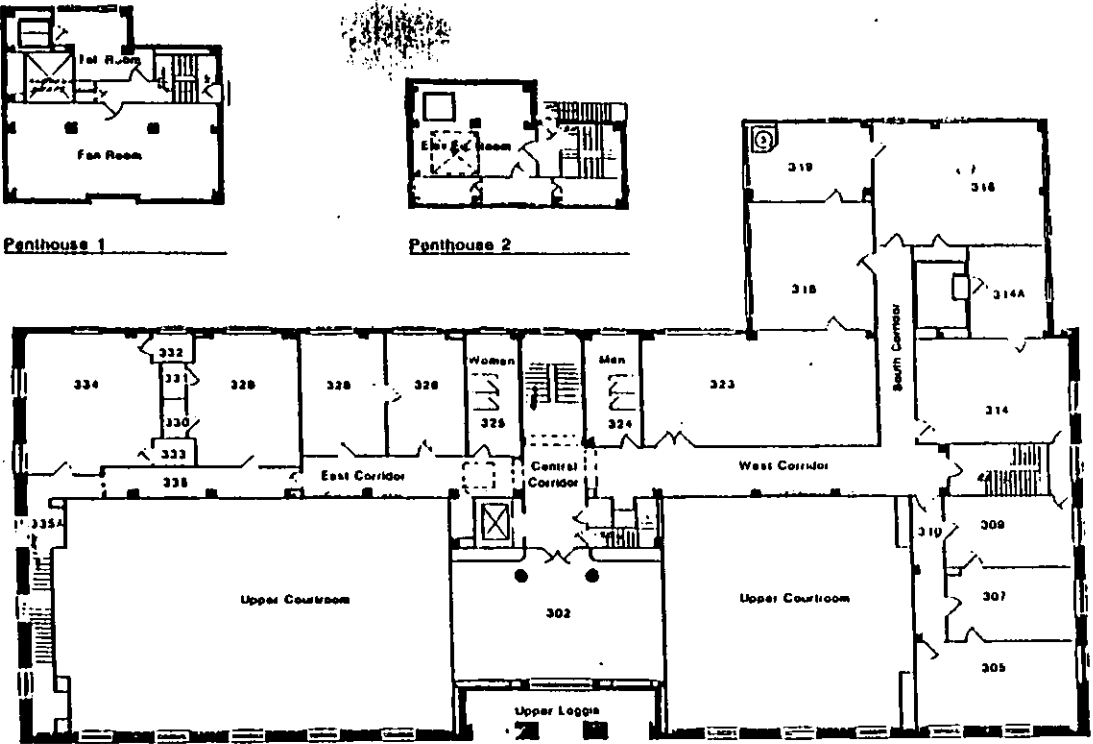 Fan Room
Penthouse 1
Room
Penthouse 2
319
316
318
314A
South Corridor
334
332
331
330
333
328
326
Women
325
Men
324
323
314
335
East Corridor
Central
Corridor
West Corridor
335A
310
309
307
305
Upper Courtroom
302
Upper Courtroom
Upper Loggia